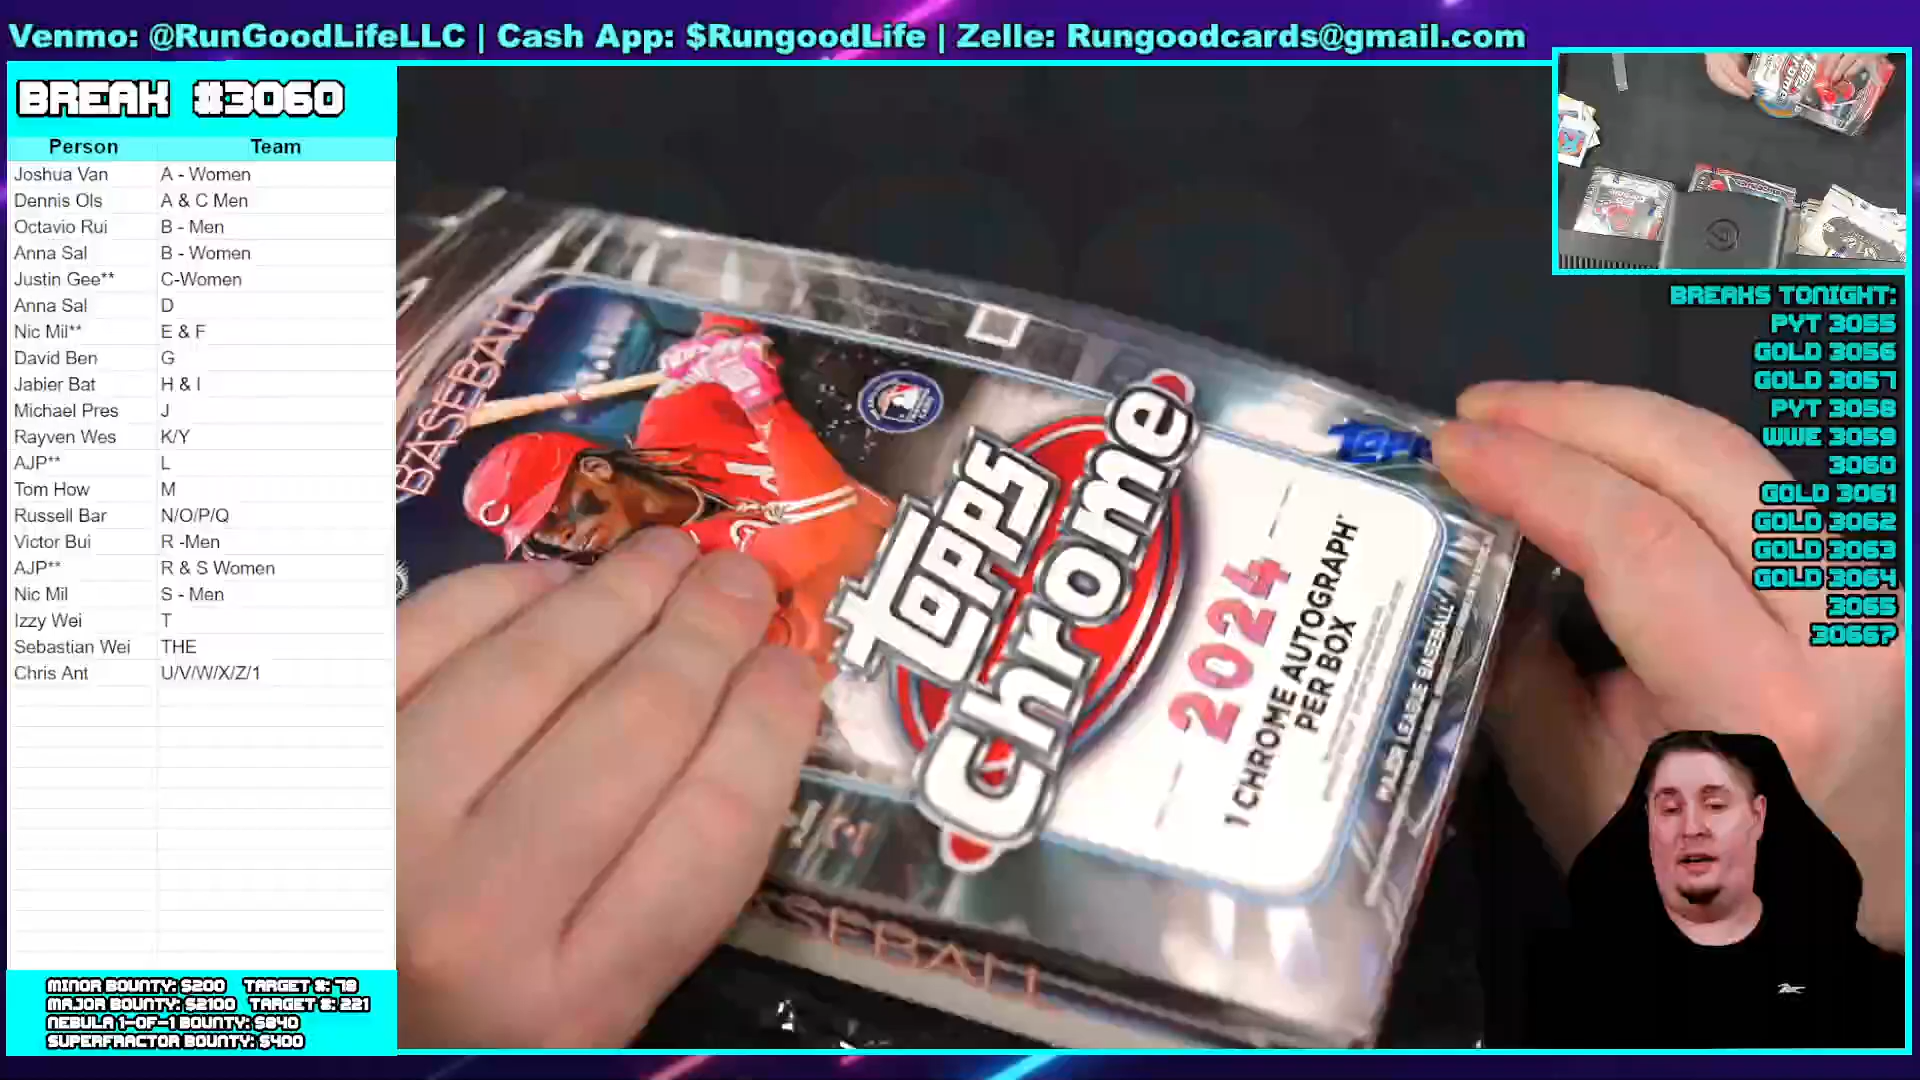 Venmo: @RunGoodLifeLLC | Cash App: $RungoodLife | Zelle: Rungoodcards@gmail.com
BREAK #3060
Person Team
Joshua Van A - Women
Dennis Ols A & C Men
Octavio Rui B - Men
Anna Sal B - Women
Justin Gee** C-Women
Anna Sal D
Nic Mil** E & F
David Ben G
Jabier Bat H & I
Michael Pres J
Rayven Wes K/Y
AJP** L
Tom How M
Russell Bar N/O/P/Q
Victor Bui R -Men
AJP** R & S Women
Nic Mil S - Men
Izzy Wei T
Sebastian Wei THE
Chris Ant U/V/W/X/Z/1
MINOR BOUNTY: $200 TARGET #: 78
MAJOR BOUNTY: $2100 TARGET #: 221
NEBULA 1-OF-1 BOUNTY: $840
SUPERFRACTOR BOUNTY: $400
BASEBALL
Topps
Chrome
2024
1 CHROME AUTOGRAPH
PER BOX
BASEBALL
BREAKS TONIGHT:
PYT 3055
GOLD 3056
GOLD 3057
PYT 3058
WWE 3059
3060
GOLD 3061
GOLD 3062
GOLD 3063
GOLD 3064
3065
3066?